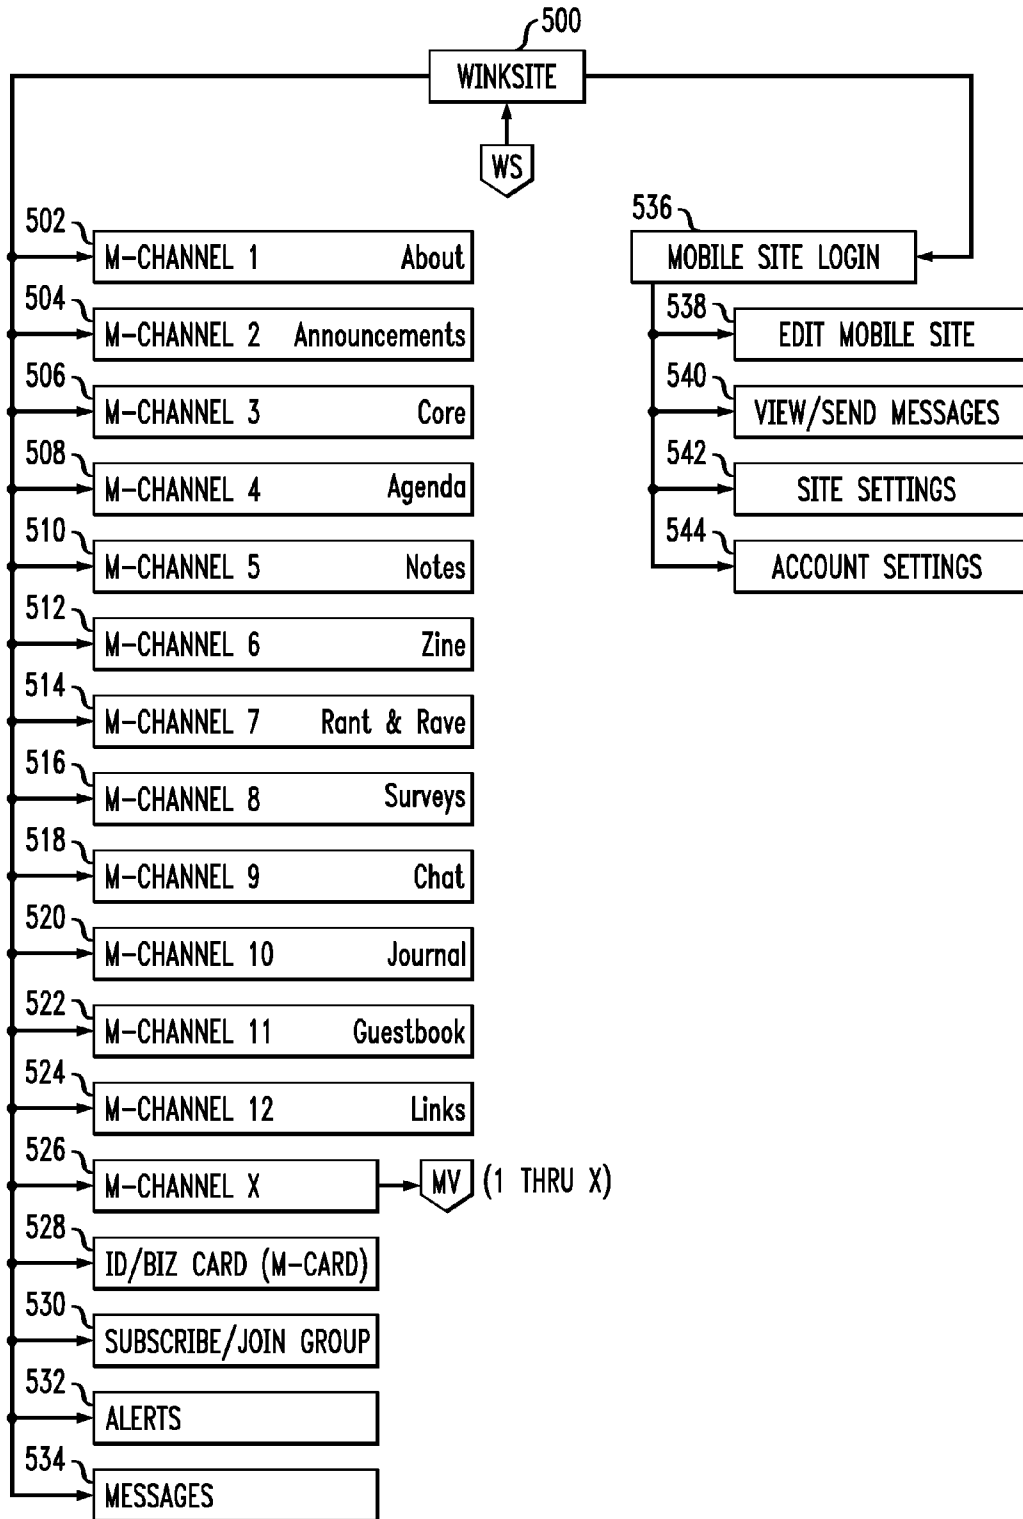 500
WINKSITE
WS
502
M-CHANNEL 1 About
504
M-CHANNEL 2 Announcements
506
M-CHANNEL 3 Core
508
M-CHANNEL 4 Agenda
510
M-CHANNEL 5 Notes
512
M-CHANNEL 6 Zine
514
M-CHANNEL 7 Rant & Rave
516
M-CHANNEL 8 Surveys
518
M-CHANNEL 9 Chat
520
M-CHANNEL 10 Journal
522
M-CHANNEL 11 Guestbook
524
M-CHANNEL 12 Links
526
M-CHANNEL X MV (1 THRU X)
528
ID/BIZ CARD (M-CARD)
530
SUBSCRIBE/JOIN GROUP
532
ALERTS
534
MESSAGES
536
MOBILE SITE LOGIN
538
EDIT MOBILE SITE
540
VIEW/SEND MESSAGES
542
SITE SETTINGS
544
ACCOUNT SETTINGS